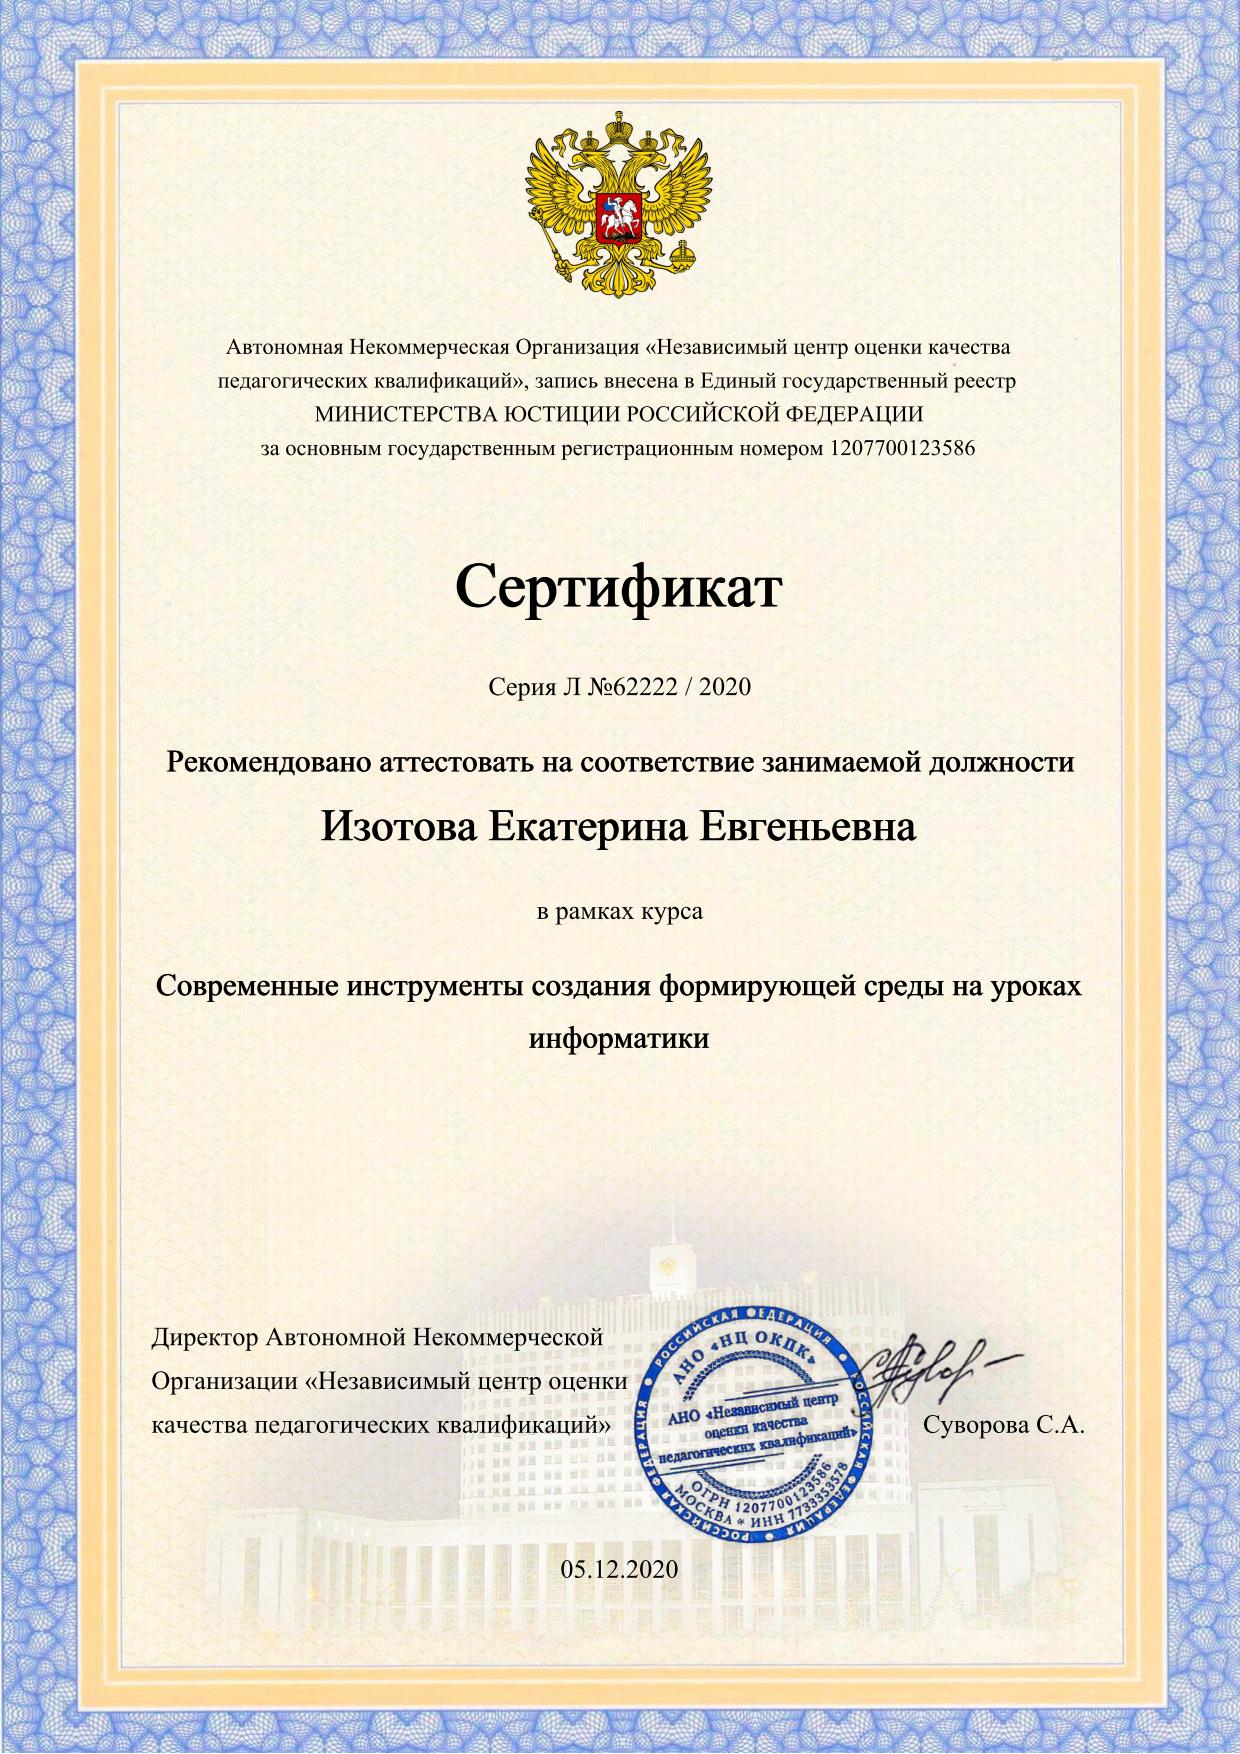 Автономная Некоммерческая Организация «Независимый центр оценки качества
педагогических квалификаций», запись внесена в Единый государственный реестр
МИНИСТЕРСТВА ЮСТИЦИИ РОССИЙСКОЙ ФЕДЕРАЦИИ
за основным государственным регистрационным номером 1207700123586
Сертификат
Серия Л №62222 / 2020
Рекомендовано аттестовать на соответствие занимаемой должности
Изотова Екатерина Евгеньевна
в рамках курса
Современные инструменты создания формирующей среды на уроках
информатики
Директор Автономной Некоммерческой
Организации «Независимый центр оценки
качества педагогических квалификаций»
РОССИЙСКАЯ ФЕДЕРАЦИЯ РОССИЙСКАЯ ФЕДЕРАЦИЯ РОССИЙСКАЯ ФЕДЕРАЦИЯ
АНО «НЦ ОКПК»
АНО «Независимый центр
оценки качества
педагогических квалификаций»
ОГРН 1207700123586
МОСКВА * ИНН 7733353578
Суворова С.А.
05.12.2020